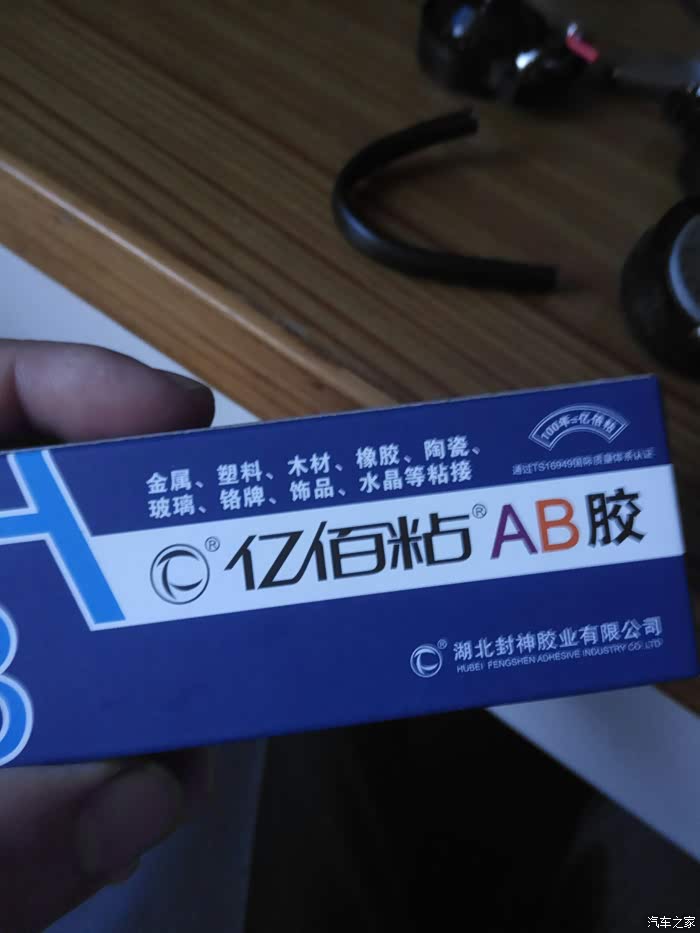 100年=亿佰粘
通过TS16949国际质量体系认证
金属、塑料、木材、橡胶、陶瓷、
玻璃、铬牌、饰品、水晶等粘接
®亿佰粘®AB胶
® 湖北封神胶业有限公司
HUBEI FENGSHEN ADHESIVE INDUSTRY CO.LTD
AB
汽车之家